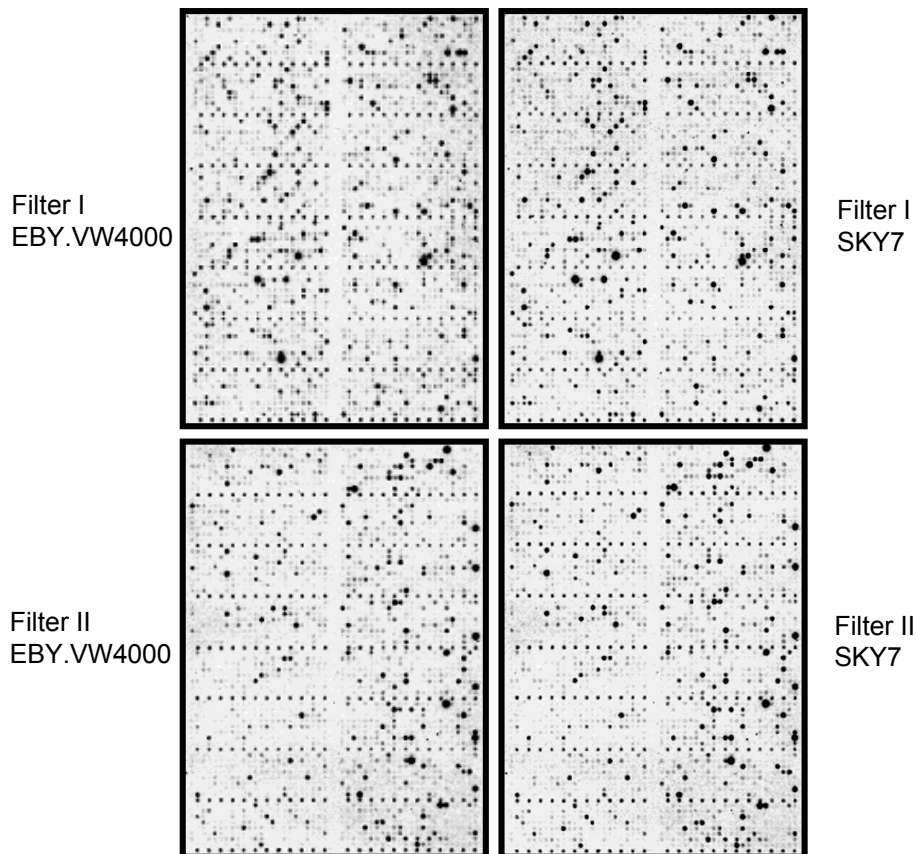 Filter I
EBY.VW4000
Filter I
SKY7
Filter II
EBY.VW4000
Filter II
SKY7